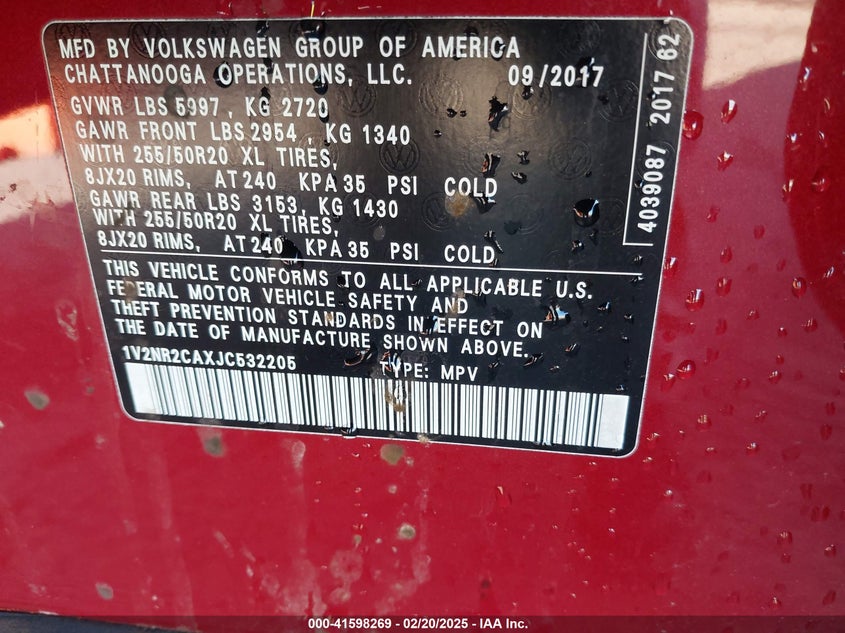 MFD BY VOLKSWAGEN GROUP OF AMERICA
CHATTANOOGA OPERATIONS, LLC. 09/2017
GVWR LBS 5997 , KG 2720
GAWR FRONT LBS 2954 , KG 1340
WITH 255/50R20 XL TIRES,
8JX20 RIMS, AT 240 KPA 35 PSI COLD
GAWR REAR LBS 3153, KG 1430
WITH 255/50R20 XL TIRES,
8JX20 RIMS, AT 240 KPA 35 PSI COLD
THIS VEHICLE CONFORMS TO ALL APPLICABLE U.S.
FEDERAL MOTOR VEHICLE SAFETY AND
THEFT PREVENTION STANDARDS IN EFFECT ON
THE DATE OF MANUFACTURE SHOWN ABOVE.
1V2NR2CAXJC532205 TYPE: MPV
4039087 2017 62
000-41598269 - 02/20/2025 - IAA Inc.